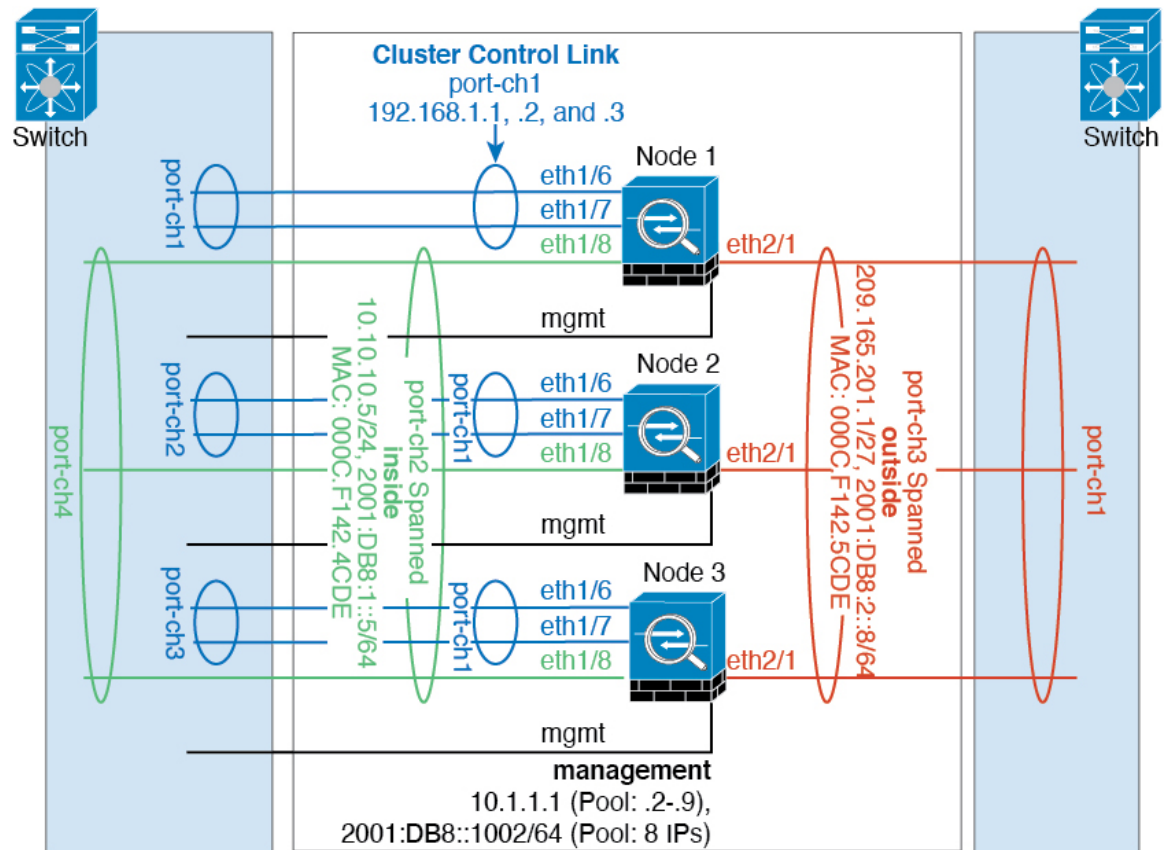 Switch
Switch
Cluster Control Link
port-ch1
192.168.1.1, .2, and .3
Node 1
port-ch1
eth1/6
eth1/7
eth1/8
eth2/1
mgmt
Node 2
port-ch2
port-ch1
eth1/6
eth1/7
eth1/8
eth2/1
mgmt
Node 3
port-ch3
port-ch1
eth1/6
eth1/7
eth1/8
eth2/1
mgmt
port-ch4
port-ch2 Spanned
inside
10.10.10.5/24, 2001:DB8:1::5/64
MAC: 000C.F142.4CDE
port-ch3 Spanned
outside
209.165.201.1/27, 2001:DB8:2::8/64
MAC: 000C.F142.5CDE
port-ch1
management
10.1.1.1 (Pool: .2-.9),
2001:DB8::1002/64 (Pool: 8 IPs)